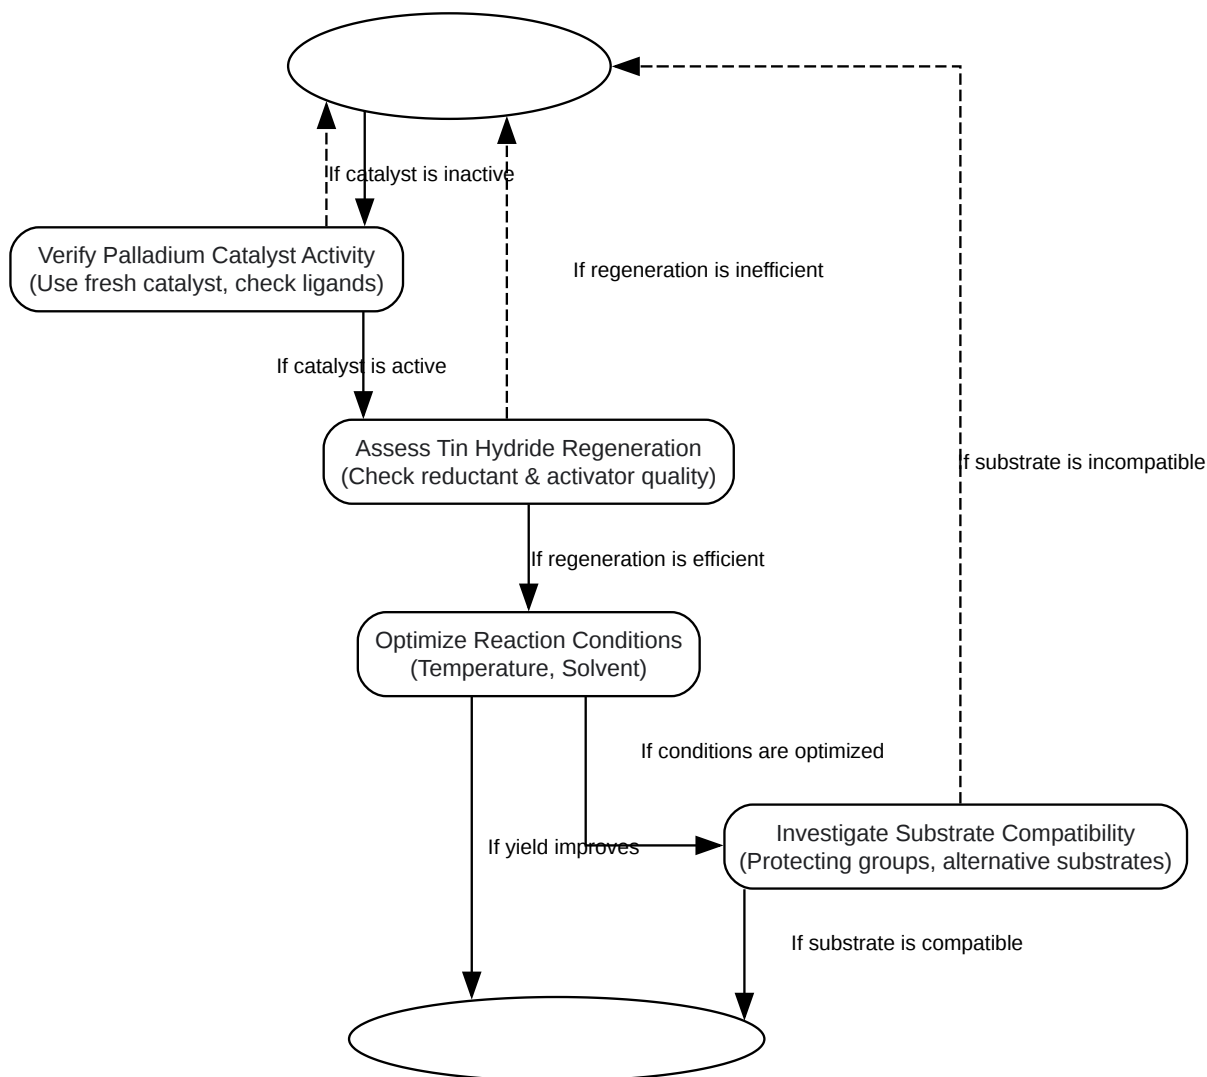 If catalyst is inactive
Verify Palladium Catalyst Activity
(Use fresh catalyst, check ligands)
If regeneration is inefficient
If catalyst is active
Assess Tin Hydride Regeneration
(Check reductant & activator quality)
If substrate is incompatible
If regeneration is efficient
Optimize Reaction Conditions
(Temperature, Solvent)
If conditions are optimized
If yield improves
Investigate Substrate Compatibility
(Protecting groups, alternative substrates)
If substrate is compatible